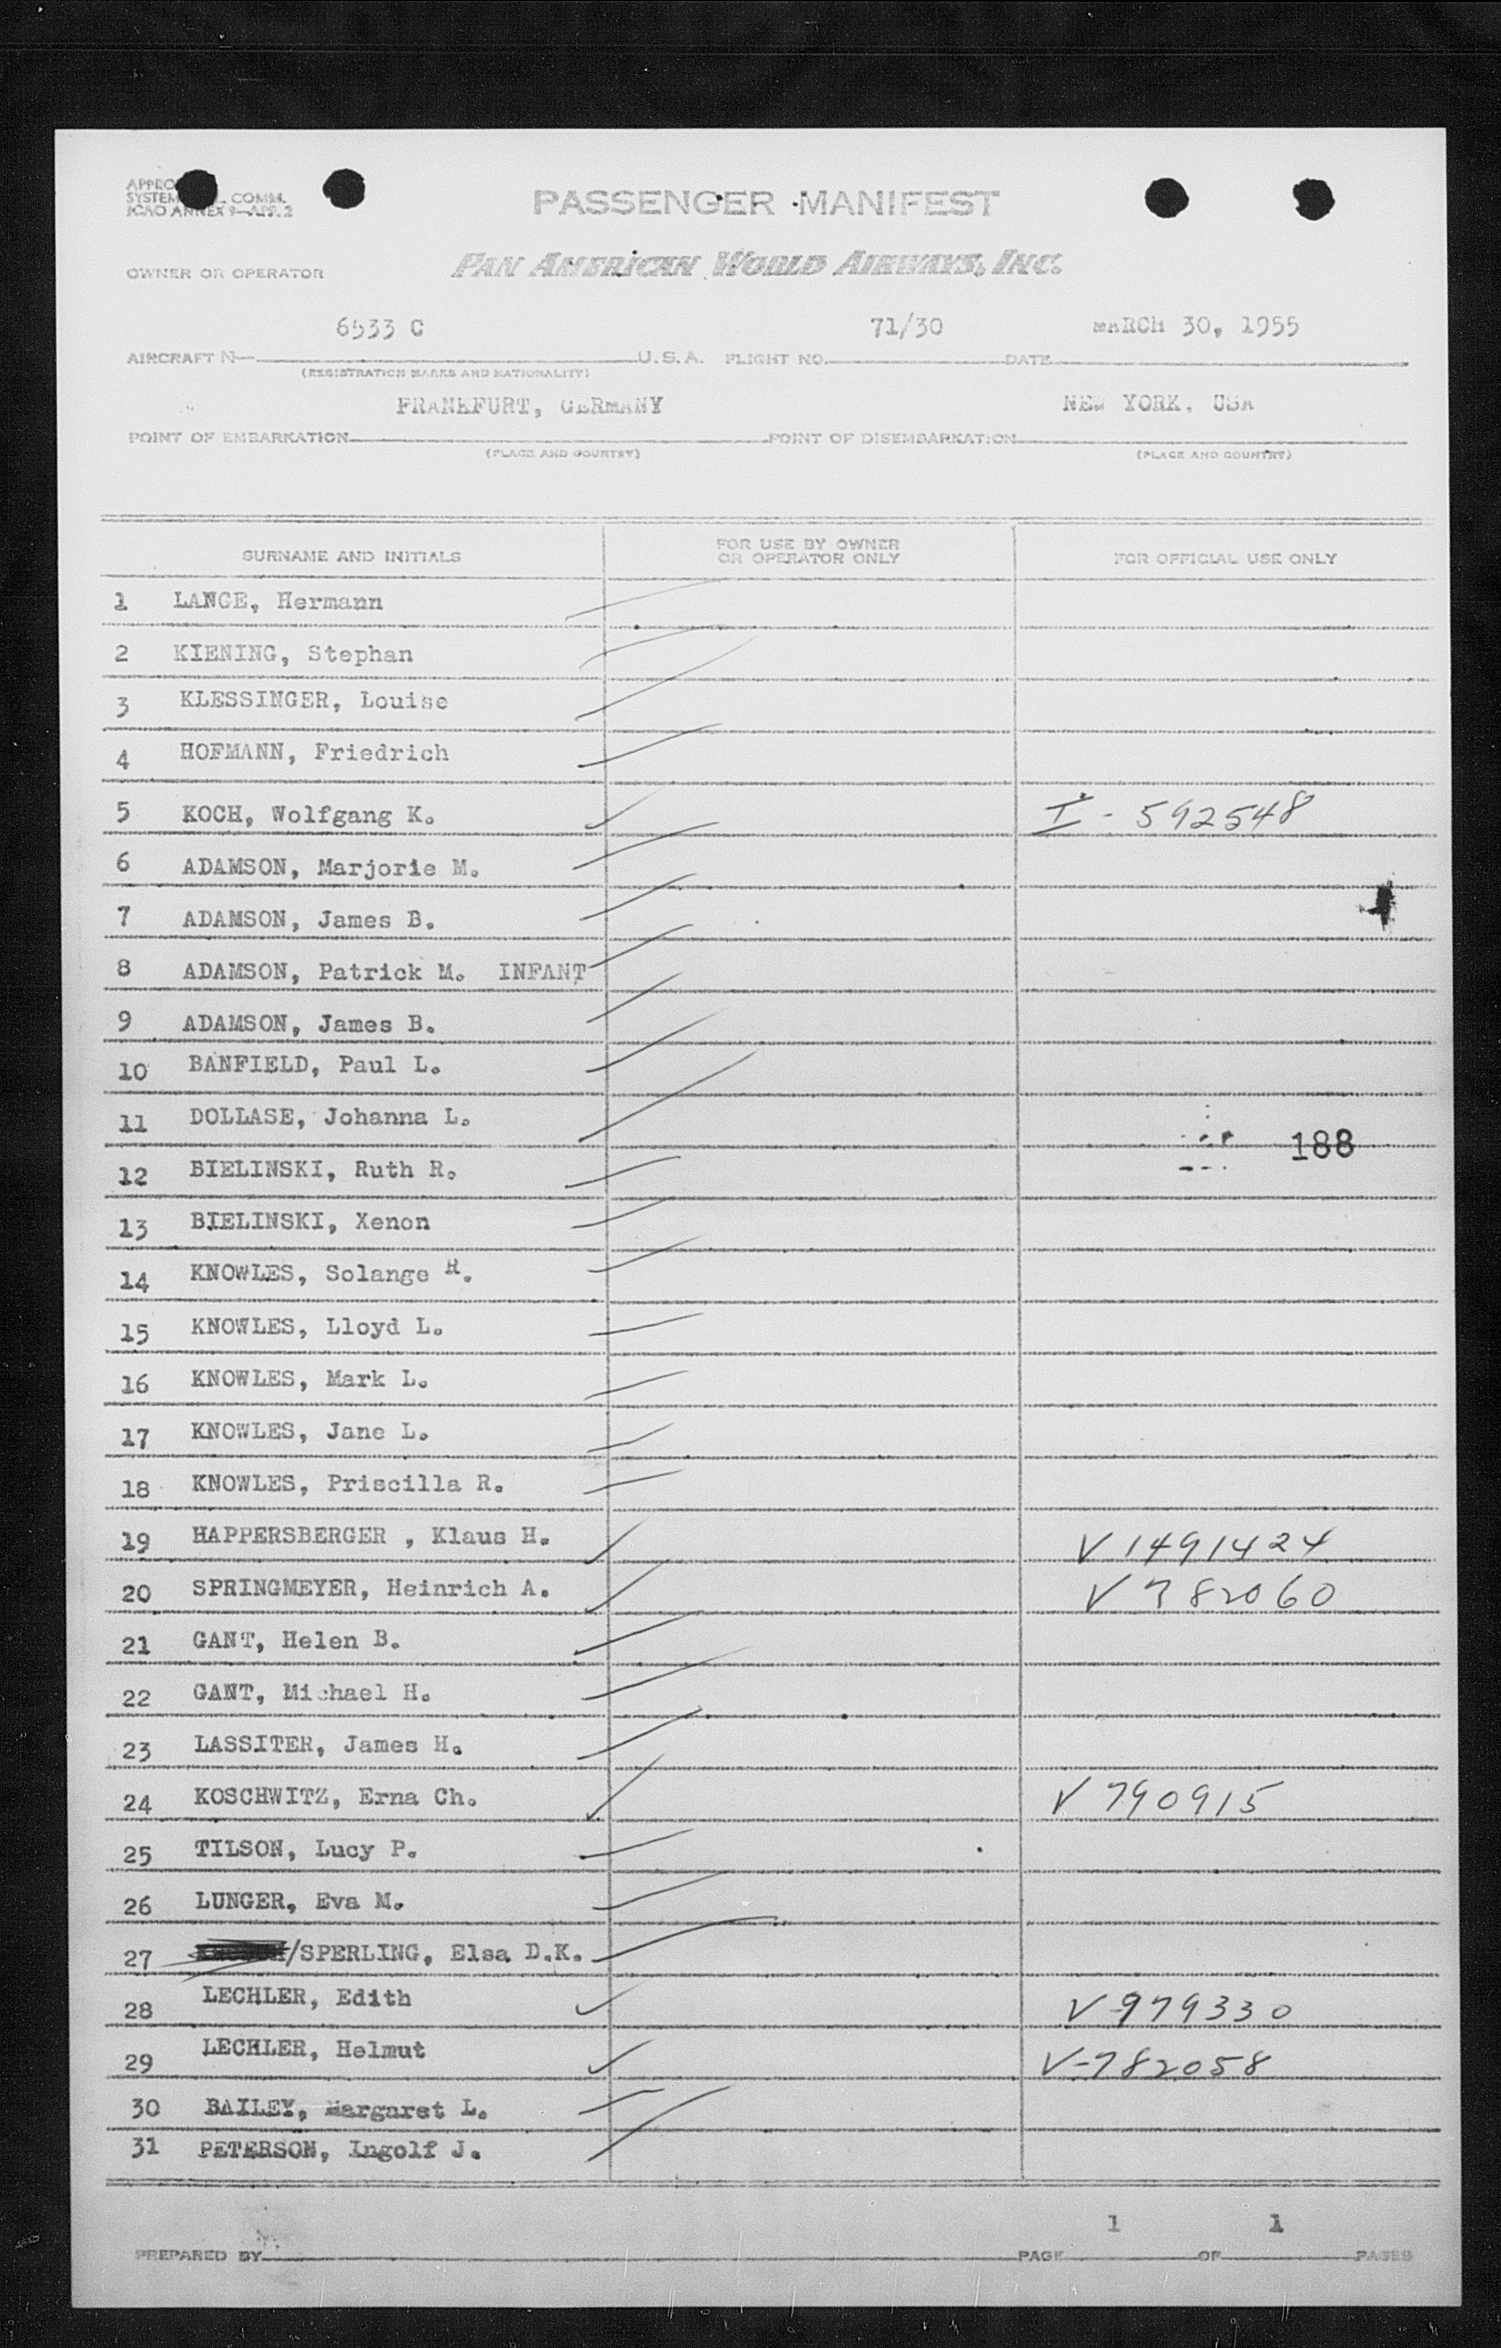 SYSTEM COMM.
ICAO ANNEX 9—APP. 2
PASSENGER MANIFEST
OWNER OR OPERATOR PAN AMERICAN WORLD AIRWAYS, INC.
6533 C 71/30 MARCH 30, 1955
AIRCRAFT N— U.S.A. FLIGHT NO. DATE
(REGISTRATION MARKS AND NATIONALITY)
FRANKFURT, GERMANY NEW YORK. USA
POINT OF EMBARKATION POINT OF DISEMBARKATION
(PLACE AND COUNTRY) (PLACE AND COUNTRY)
SURNAME AND INITIALS FOR USE BY OWNER OR OPERATOR ONLY FOR OFFICIAL USE ONLY
1 LANGE, Hermann
2 KIENING, Stephan
3 KLESSINGER, Louise
4 HOFMANN, Friedrich
5 KOCH, Wolfgang K. I - 592548
6 ADAMSON, Marjorie M.
7 ADAMSON, James B.
8 ADAMSON, Patrick M. INFANT
9 ADAMSON, James B.
10 BANFIELD, Paul L.
11 DOLLASE, Johanna L.
188
12 BIELINSKI, Ruth R.
13 BIELINSKI, Xenon
14 KNOWLES, Solange R.
15 KNOWLES, Lloyd L.
16 KNOWLES, Mark L.
17 KNOWLES, Jane L.
18 KNOWLES, Priscilla R.
19 HAPPERSBERGER , Klaus H. V 1491424
20 SPRINGMEYER, Heinrich A. V 782060
21 GANT, Helen B.
22 GANT, Michael H.
23 LASSITER, James H.
24 KOSCHWITZ, Erna Ch. V 790915
25 TILSON, Lucy P.
26 LUNGER, Eva M.
27 /SPERLING, Elsa D.K.
28 LECHLER, Edith V-979330
29 LECHLER, Helmut V-782058
30 BAILEY, Margaret L.
31 PETERSON, Ingolf J.
1 1
PREPARED BY PAGE OF PAGES